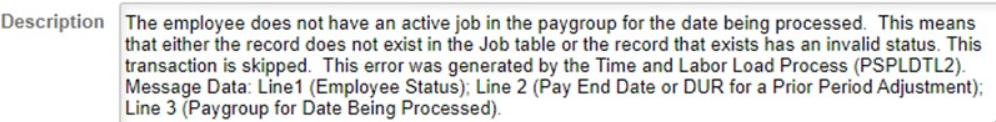 Description
The employee does not have an active job in the paygroup for the date being processed.  This means
that either the record does not exist in the Job table or the record that exists has an invalid status. This
transaction is skipped.  This error was generated by the Time and Labor Load Process (PSPLDTL2).
Message Data: Line1 (Employee Status); Line 2 (Pay End Date or DUR for a Prior Period Adjustment);
Line 3 (Paygroup for Date Being Processed).